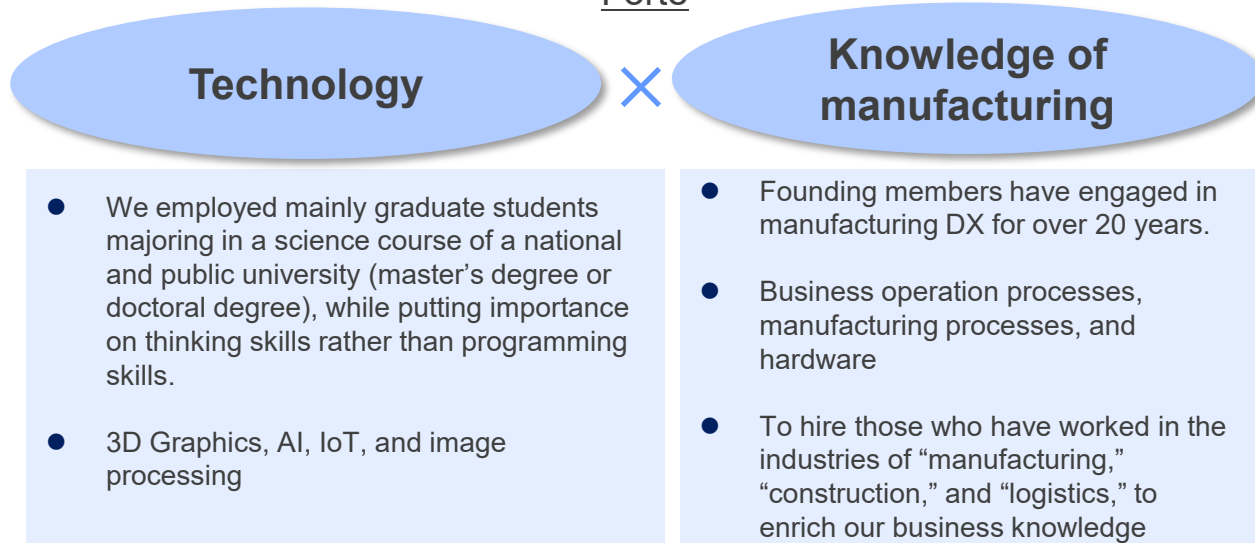 Forte
Technology
×
Knowledge of
manufacturing
● We employed mainly graduate students
majoring in a science course of a national
and public university (master’s degree or
doctoral degree), while putting importance
on thinking skills rather than programming
skills.
● 3D Graphics, AI, IoT, and image
processing
● Founding members have engaged in
manufacturing DX for over 20 years.
● Business operation processes,
manufacturing processes, and
hardware
● To hire those who have worked in the
industries of “manufacturing,”
“construction,” and “logistics,” to
enrich our business knowledge